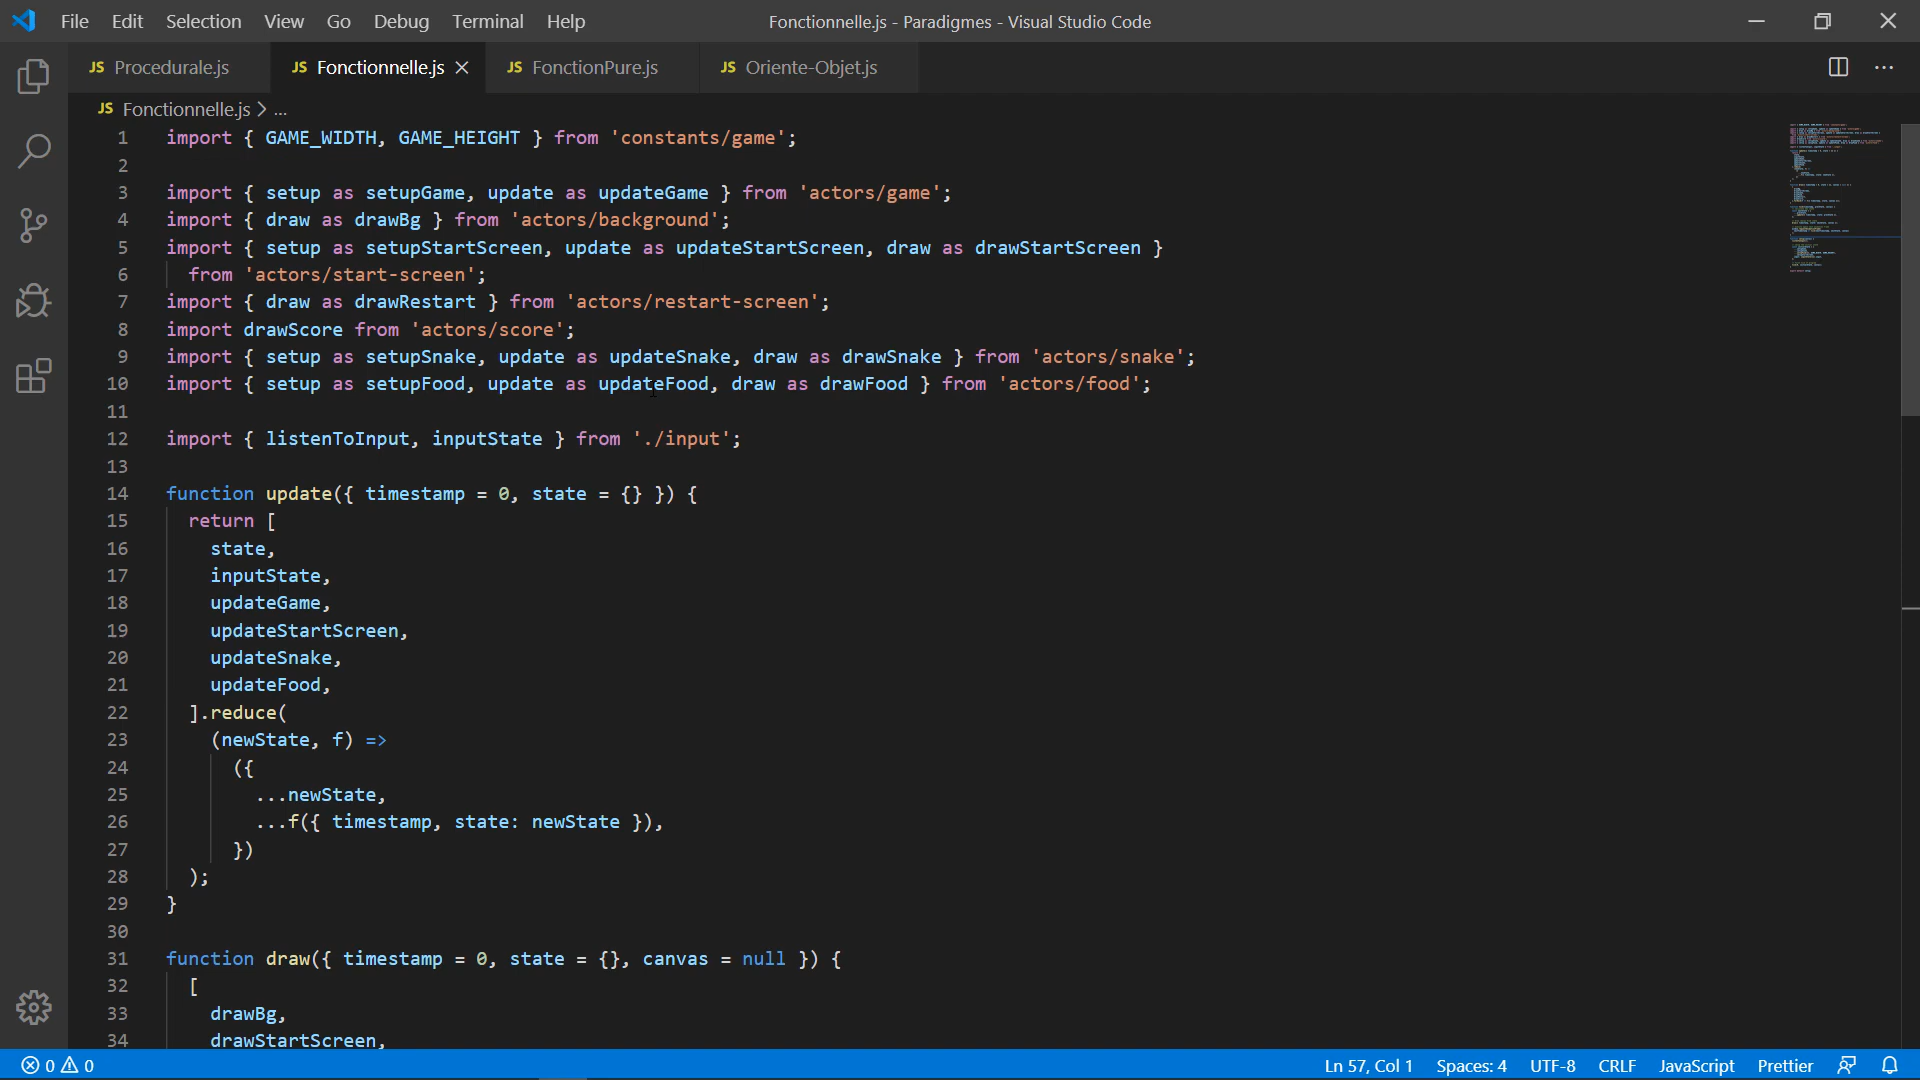 File Edit Selection View Go Debug Terminal Help
Fonctionnelle.js - Paradigmes - Visual Studio Code
JS Procedurale.js JS Fonctionnelle.js JS FonctionPure.js JS Oriente-Objet.js
JS Fonctionnelle.js > ...
1 import { GAME_WIDTH, GAME_HEIGHT } from 'constants/game';
2
3 import { setup as setupGame, update as updateGame } from 'actors/game';
4 import { draw as drawBg } from 'actors/background';
5 import { setup as setupStartScreen, update as updateStartScreen, draw as drawStartScreen }
6 from 'actors/start-screen';
7 import { draw as drawRestart } from 'actors/restart-screen';
8 import drawScore from 'actors/score';
9 import { setup as setupSnake, update as updateSnake, draw as drawSnake } from 'actors/snake';
10 import { setup as setupFood, update as updateFood, draw as drawFood } from 'actors/food';
11
12 import { listenToInput, inputState } from './input';
13
14 function update({ timestamp = 0, state = {} }) {
15 return [
16 state,
17 inputState,
18 updateGame,
19 updateStartScreen,
20 updateSnake,
21 updateFood,
22 ].reduce(
23 (newState, f) =>
24 ({
25 ...newState,
26 ...f({ timestamp, state: newState }),
27 })
28 );
29 }
30
31 function draw({ timestamp = 0, state = {}, canvas = null }) {
32 [
33 drawBg,
34 drawStartScreen,
0 0 Ln 57, Col 1 Spaces: 4 UTF-8 CRLF JavaScript Prettier